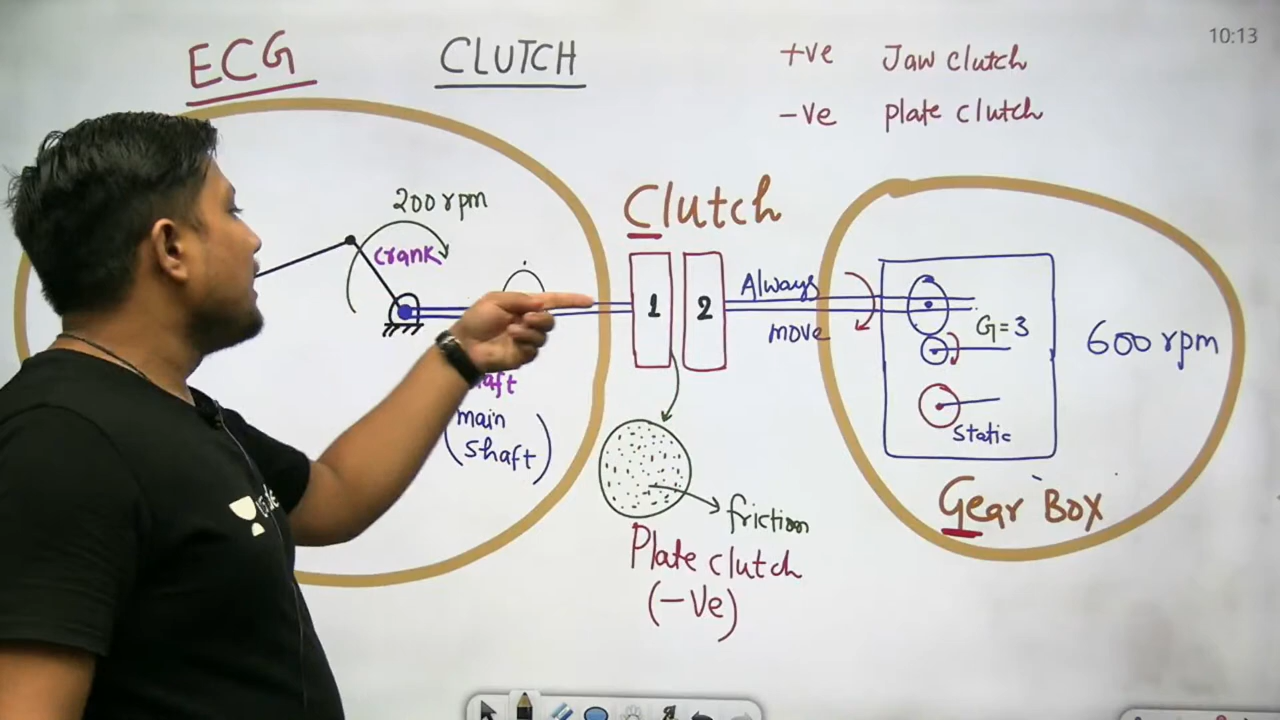 10:13
ECG
CLUTCH
+ve Jaw clutch
-ve plate clutch
200 rpm
crank
main
(shaft)
Clutch
1
2
Always
move
G=3
static
600 rpm
Gear Box
friction
Plate clutch
(-ve)